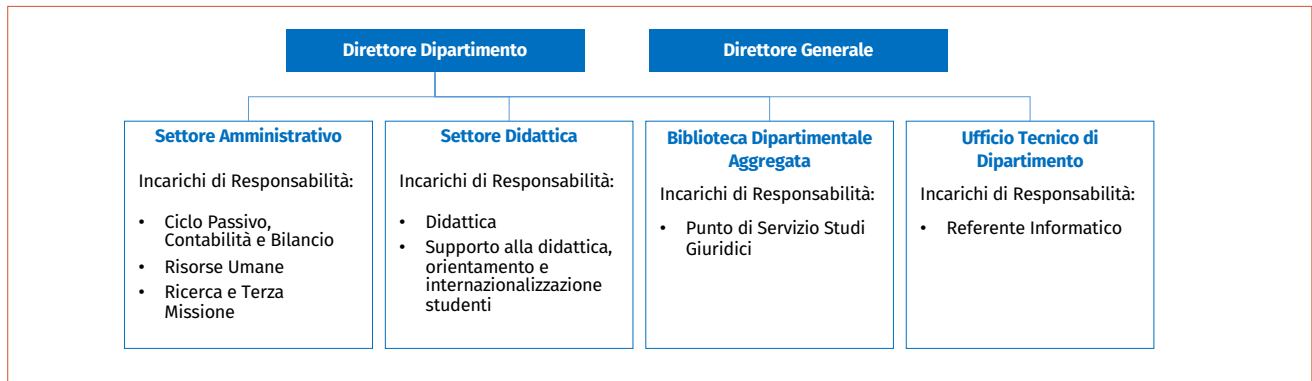 Direttore Dipartimento
Direttore Generale
Settore Amministrativo
Incarichi di Responsabilità:
• Ciclo Passivo,
Contabilità e Bilancio
• Risorse Umane
• Ricerca e Terza
Missione
Settore Didattica
Incarichi di Responsabilità:
• Didattica
• Supporto alla didattica,
orientamento e
internazionalizzazione
studenti
Biblioteca Dipartimentale
Aggregata
Incarichi di Responsabilità:
• Punto di Servizio Studi
Giuridici
Ufficio Tecnico di
Dipartimento
Incarichi di Responsabilità:
• Referente Informatico